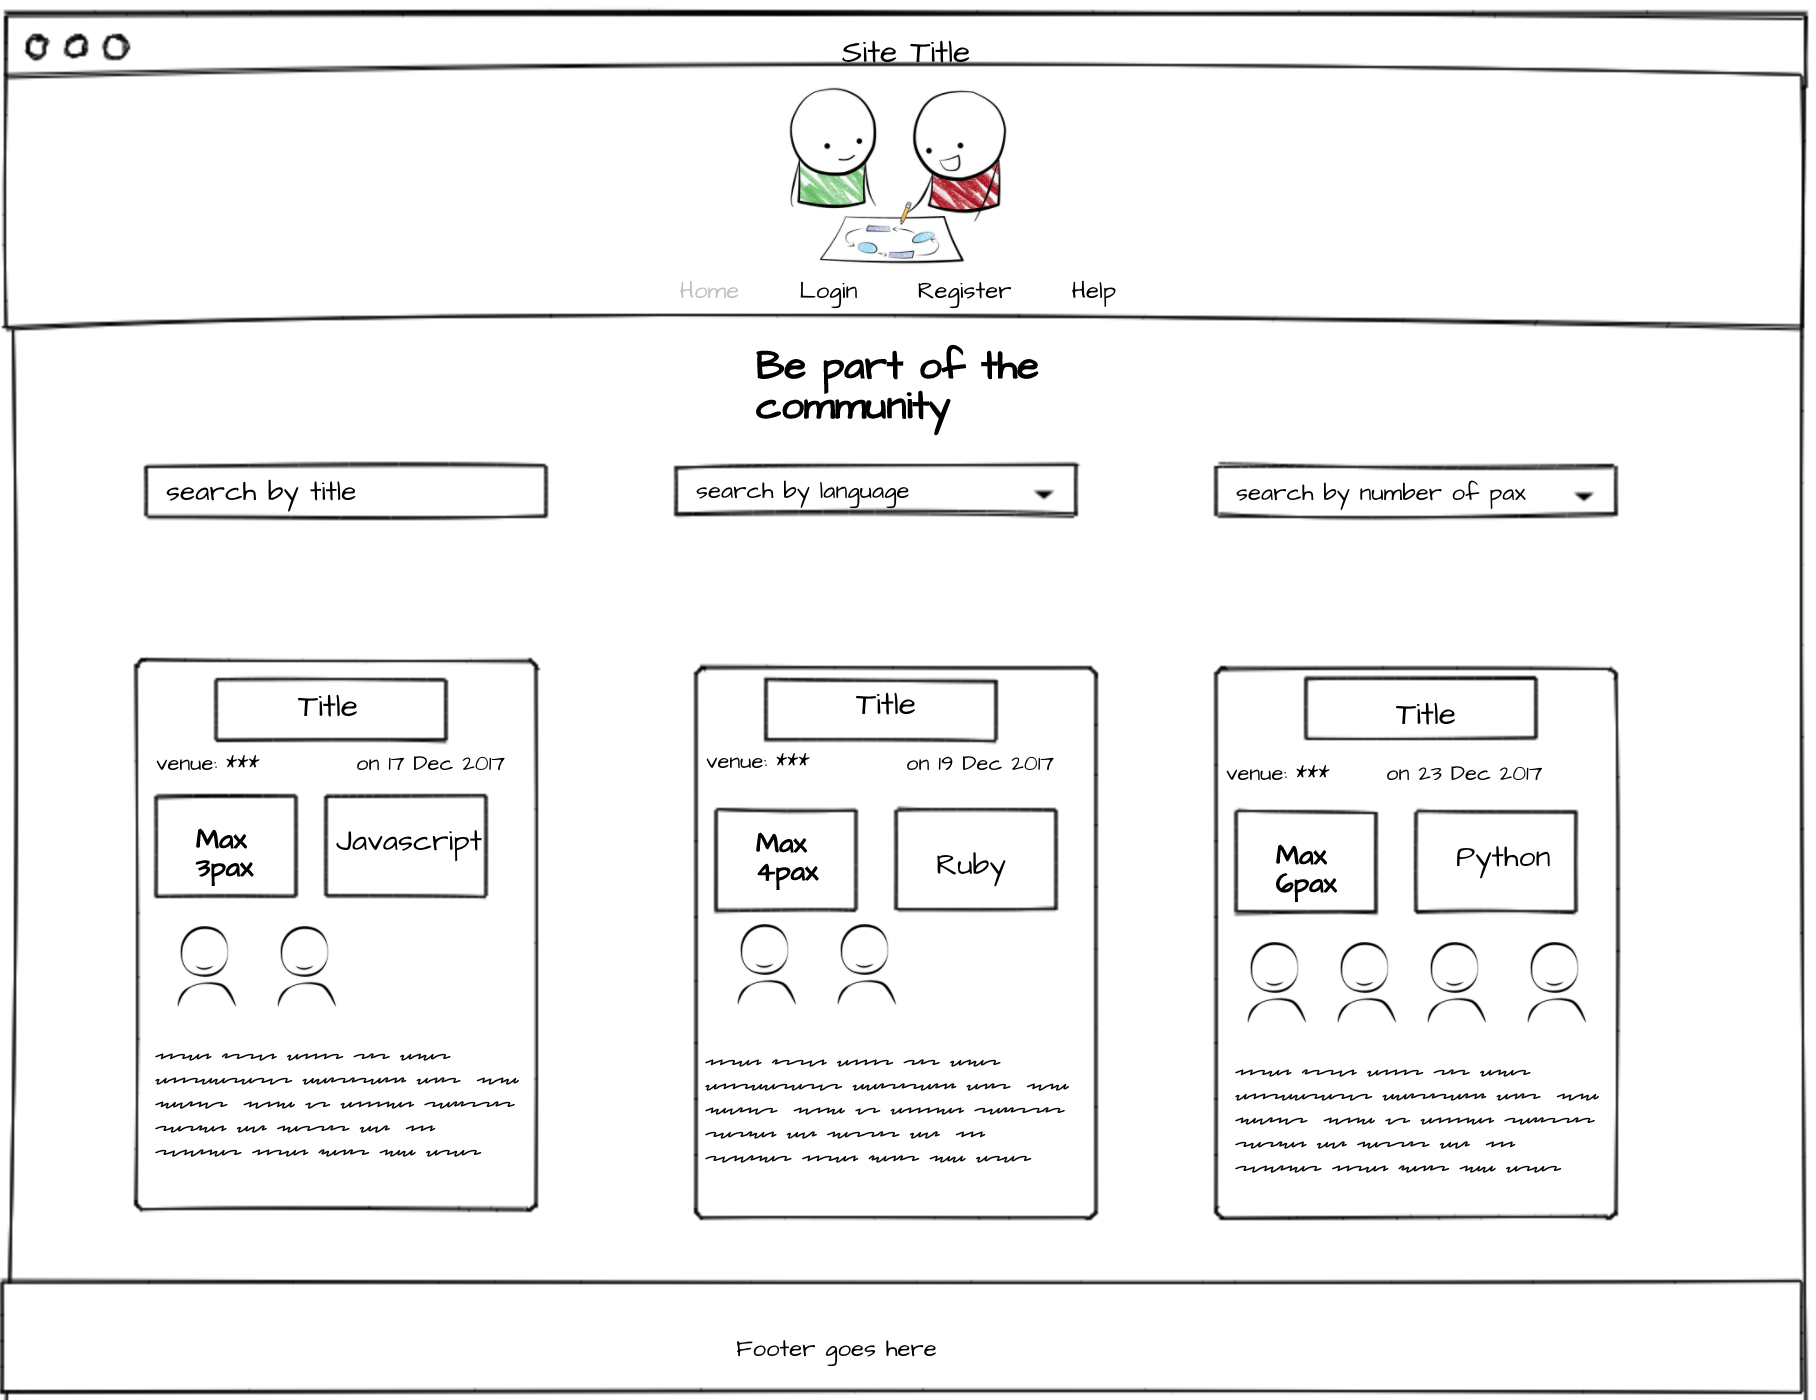 Site Title
Home Login Register Help
Be part of the
community
search by title
search by language
search by number of pax
Title
venue: *** on 17 Dec 2017
Max
3pax
Javascript
Title
venue: *** on 19 Dec 2017
Max
4pax
Ruby
Title
venue: *** on 23 Dec 2017
Max
6pax
Python
Footer goes here